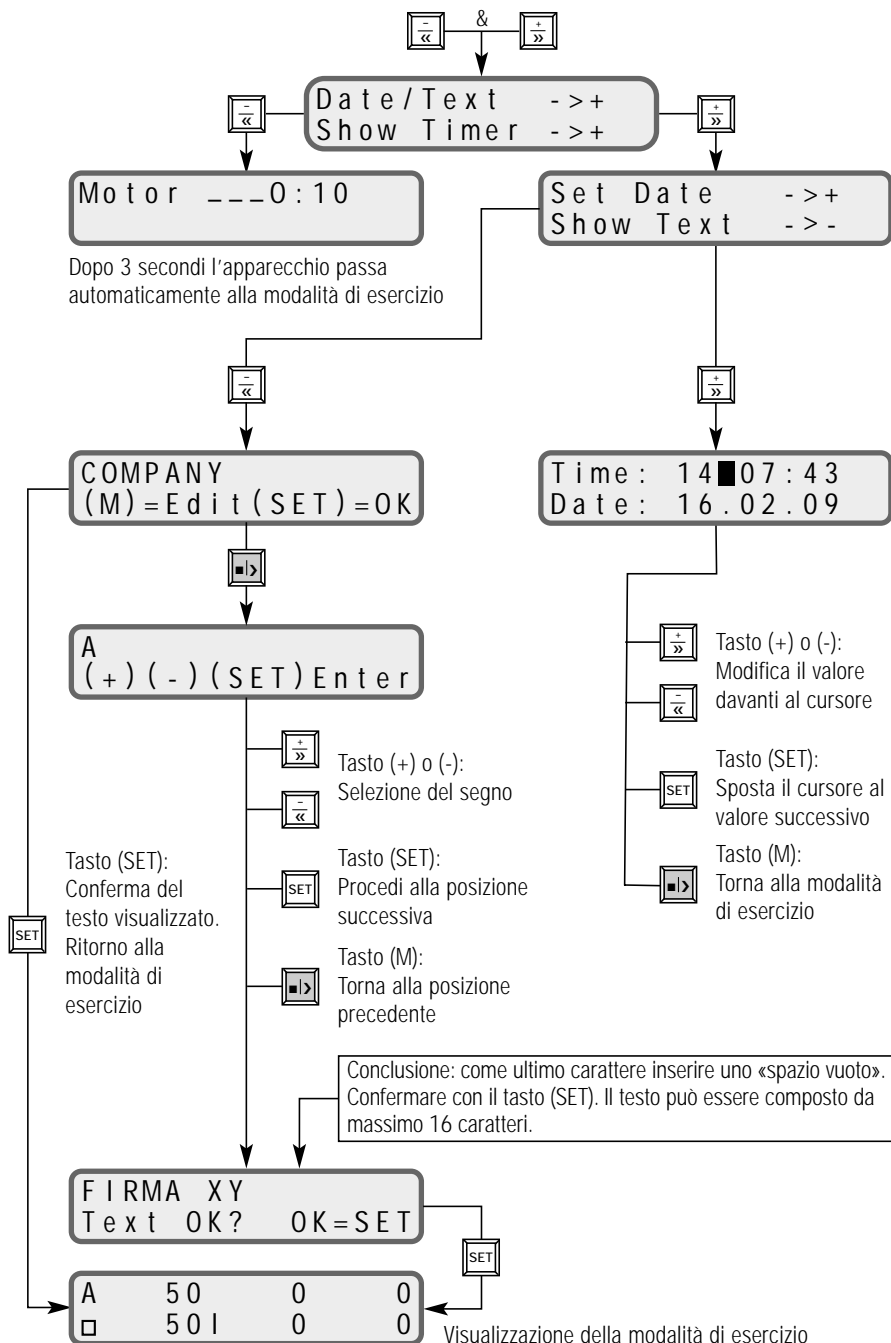 &
Date/Text ->+
Show Timer ->+
Motor ___0:10
Set Date ->+
Show Text ->-
Dopo 3 secondi l'apparecchio passa
automaticamente alla modalità di esercizio
COMPANY
(M)=Edit(SET)=OK
Time: 14█07:43
Date: 16.02.09
A
(+)(-)(SET)Enter
Tasto (+) o (-):
Modifica il valore
davanti al cursore
Tasto (SET):
Sposta il cursore al
valore successivo
Tasto (M):
Torna alla modalità
di esercizio
SET
Tasto (+) o (-):
Selezione del segno
Tasto (SET):
Procedi alla posizione
successiva
Tasto (M):
Torna alla posizione
precedente
SET
Tasto (SET):
Conferma del
testo visualizzato.
Ritorno alla
modalità di
esercizio
SET
Conclusione: come ultimo carattere inserire uno «spazio vuoto».
Confermare con il tasto (SET). Il testo può essere composto da
massimo 16 caratteri.
FIRMA XY
Text OK? OK=SET
SET
A 50 0 0
□ 50l 0 0
Visualizzazione della modalità di esercizio